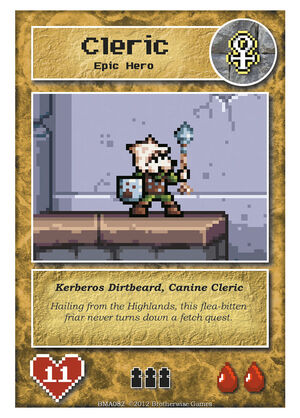 Cleric
Epic Hero
Kerberos Dirtbeard, Canine Cleric
Hailing from the Highlands, this flea-bitten
friar never turns down a fetch quest.
11
BMA082 ©2012 Brotherwise Games